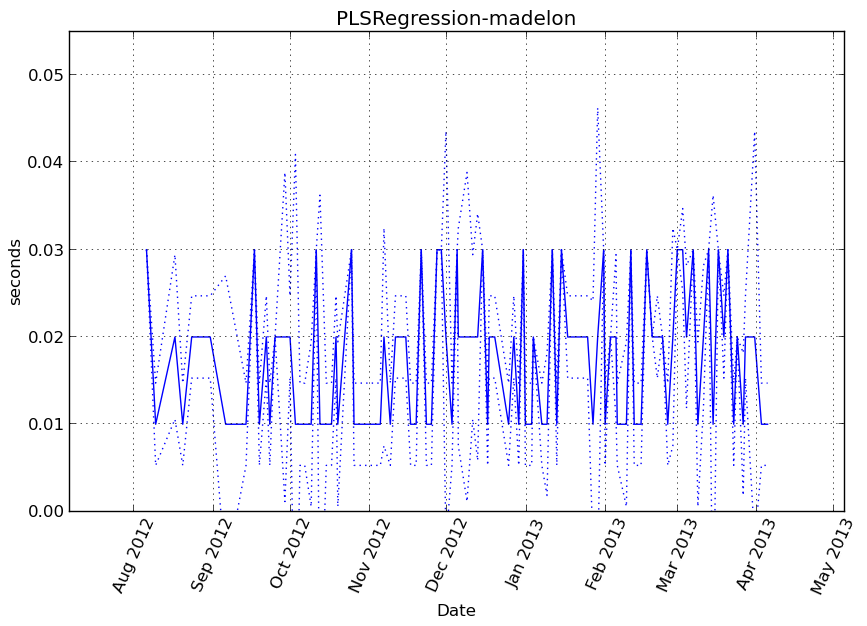 PLSRegression-madelon
0.05
0.04
0.03
0.02
0.01
0.00
seconds
Aug 2012
Sep 2012
Oct 2012
Nov 2012
Dec 2012
Jan 2013
Feb 2013
Mar 2013
Apr 2013
May 2013
Date